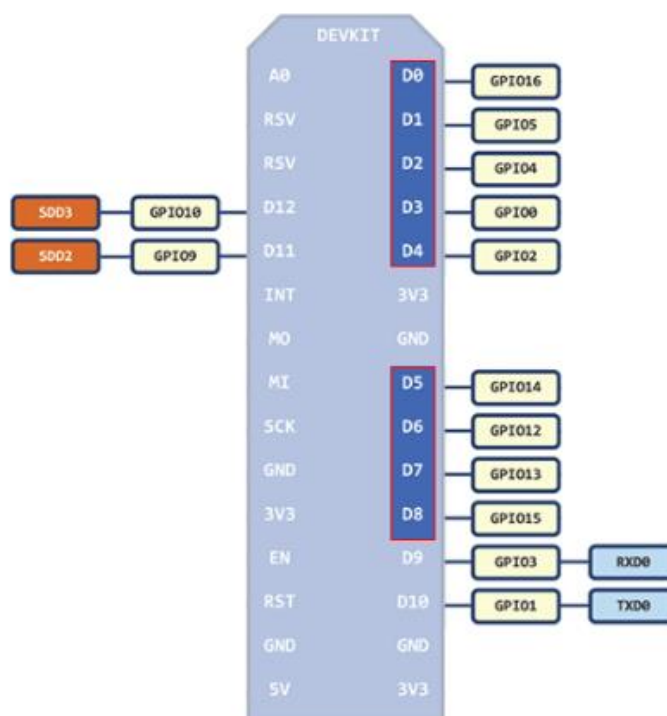 DEVKIT
A0 D0 GPIO16
RSV D1 GPIO5
RSV D2 GPIO4
SDD3 GPIO10 D12 D3 GPIO0
SDD2 GPIO9 D11 D4 GPIO2
INT 3V3
MO GND
MI D5 GPIO14
SCK D6 GPIO12
GND D7 GPIO13
3V3 D8 GPIO15
EN D9 GPIO3 RXD0
RST D10 GPIO1 TXD0
GND GND
5V 3V3